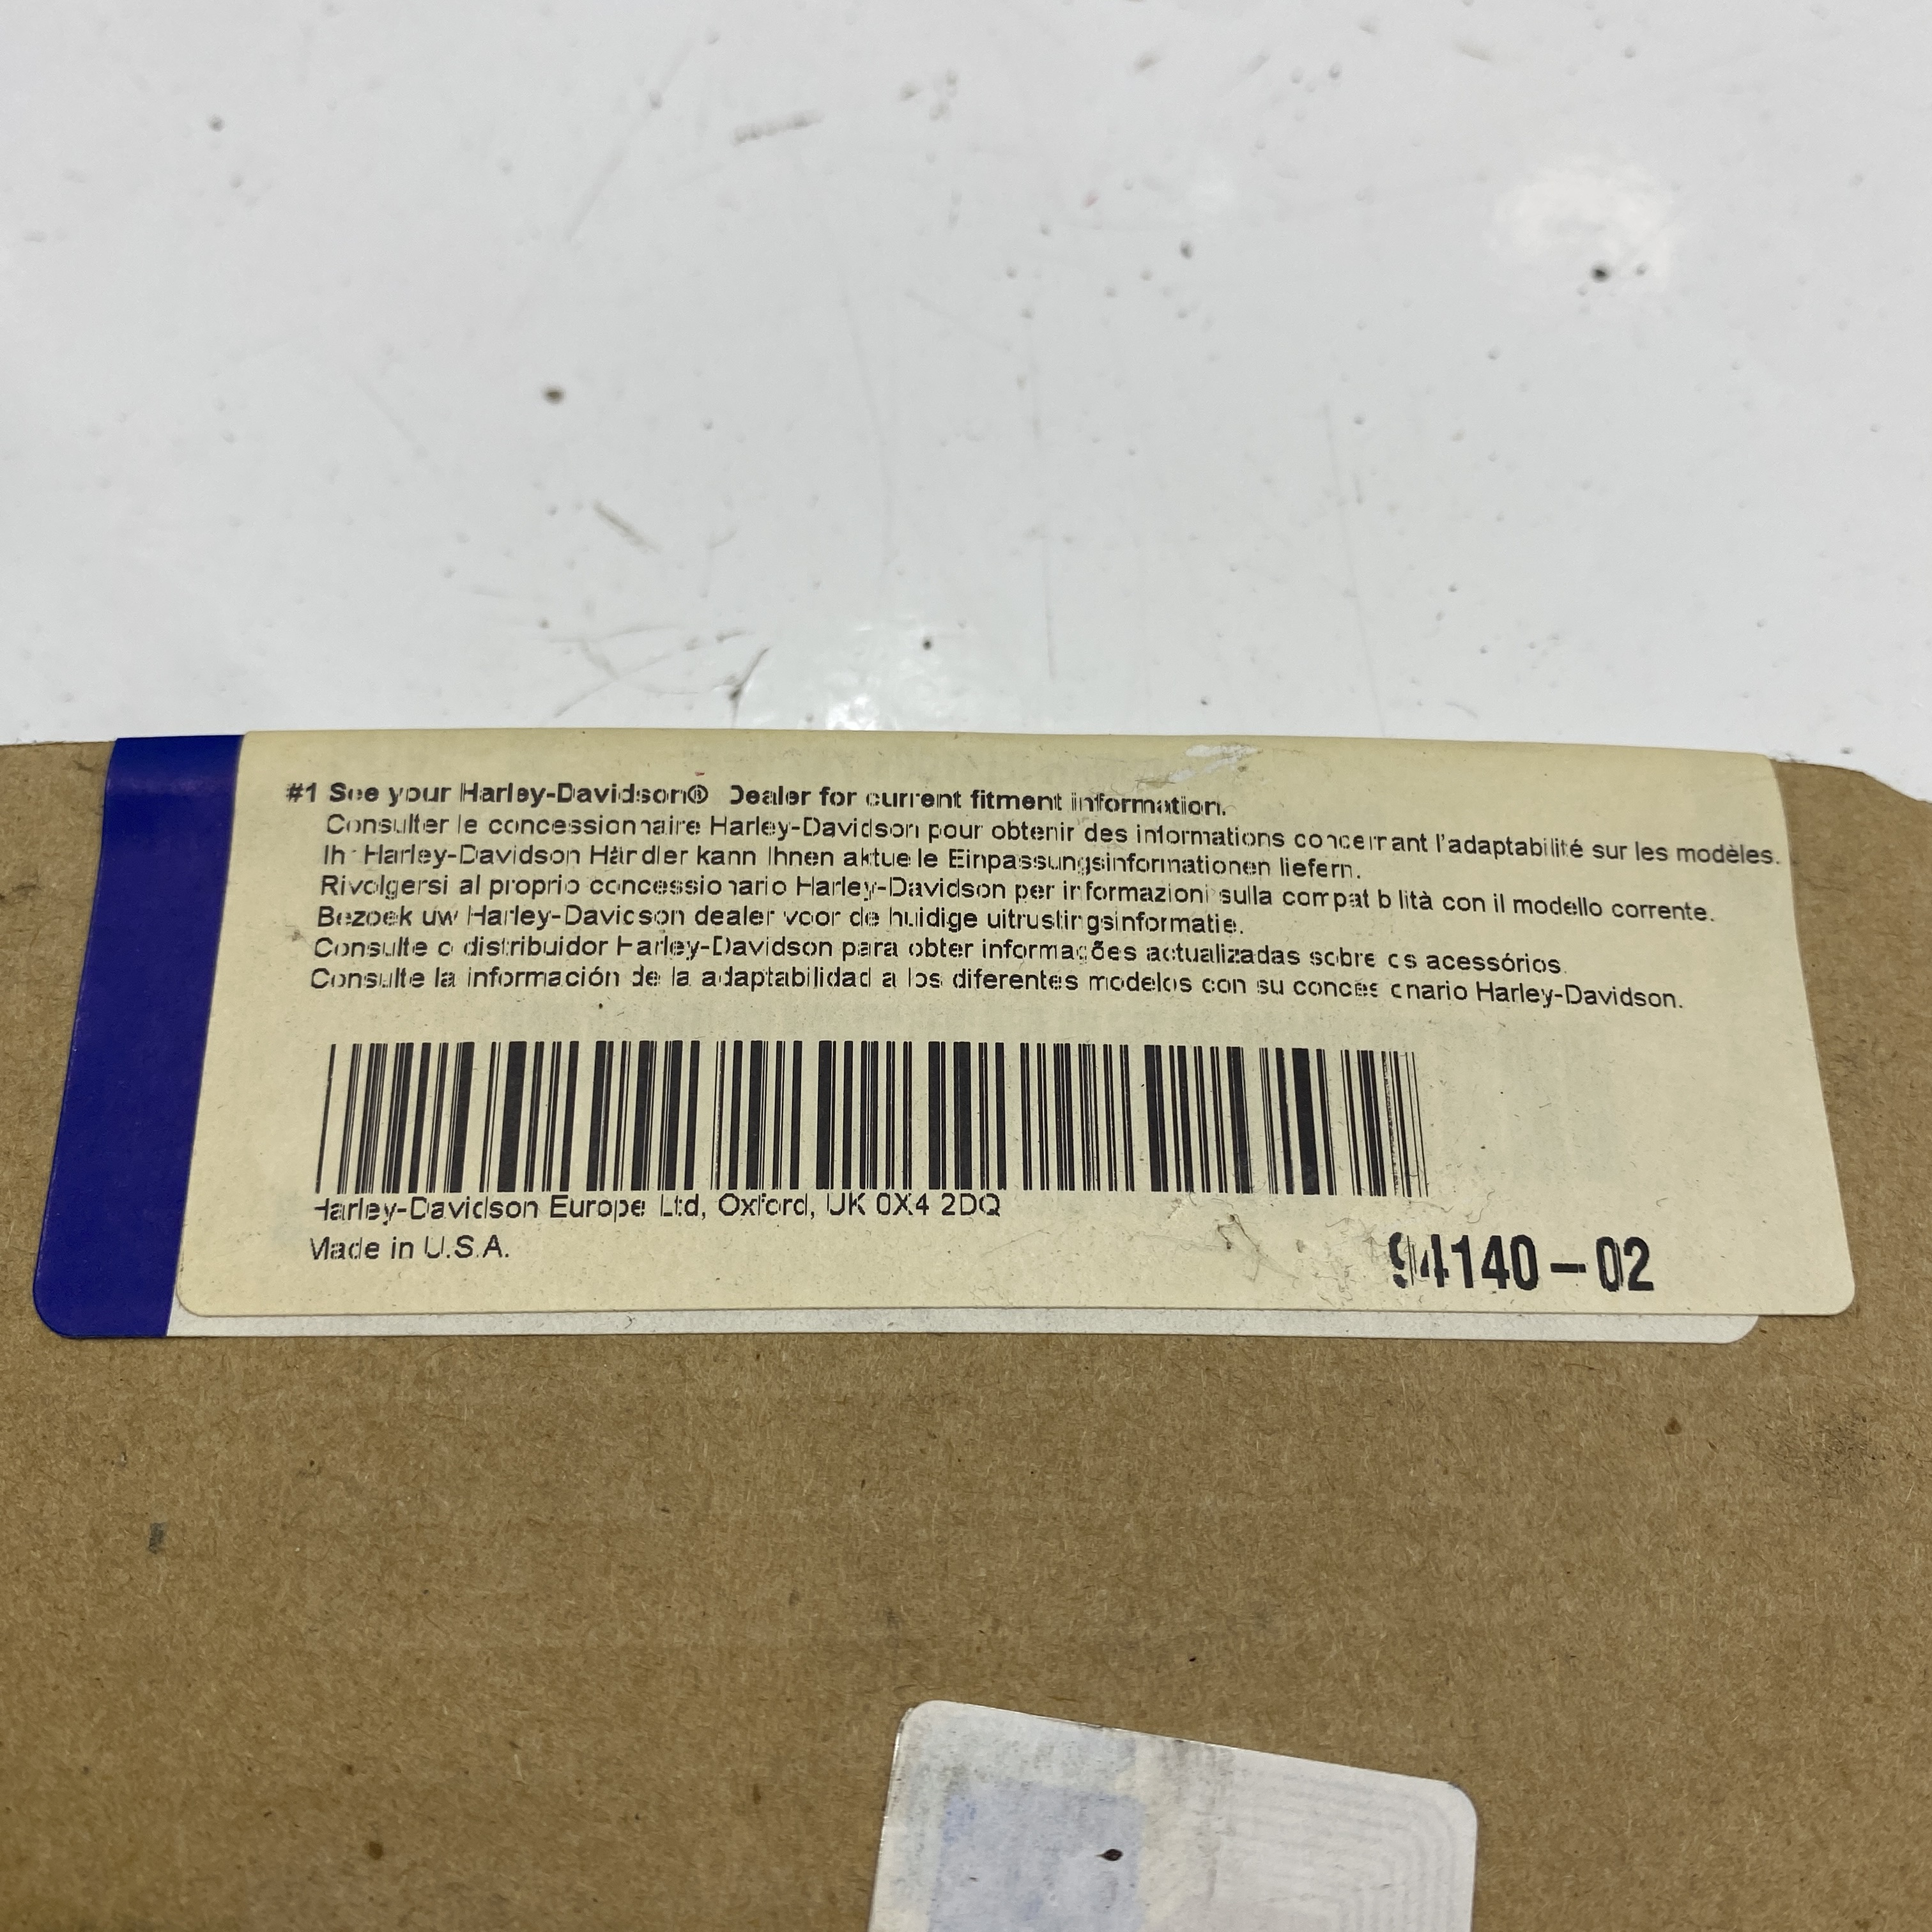 #1 See your Harley-Davidson® Dealer for current fitment information.
Consulter le concessionnaire Harley-Davidson pour obtenir des informations concernant l'adaptabilité sur les modèles.
Ihr Harley-Davidson Händler kann Ihnen aktuelle Einpassungsinformationen liefern.
Rivolgersi al proprio concessionario Harley-Davidson per informazioni sulla compatibilità con il modello corrente.
Bezoek uw Harley-Davidson dealer voor de huidige uitrustingsinformatie.
Consulte o distribuidor Harley-Davidson para obter informações actualizadas sobre os acessórios.
Consulte la información de la adaptabilidad a los diferentes modelos con su concesionario Harley-Davidson.
Harley-Davidson Europe Ltd, Oxford, UK 0X4 2DQ
Made in U.S.A.
94140-02